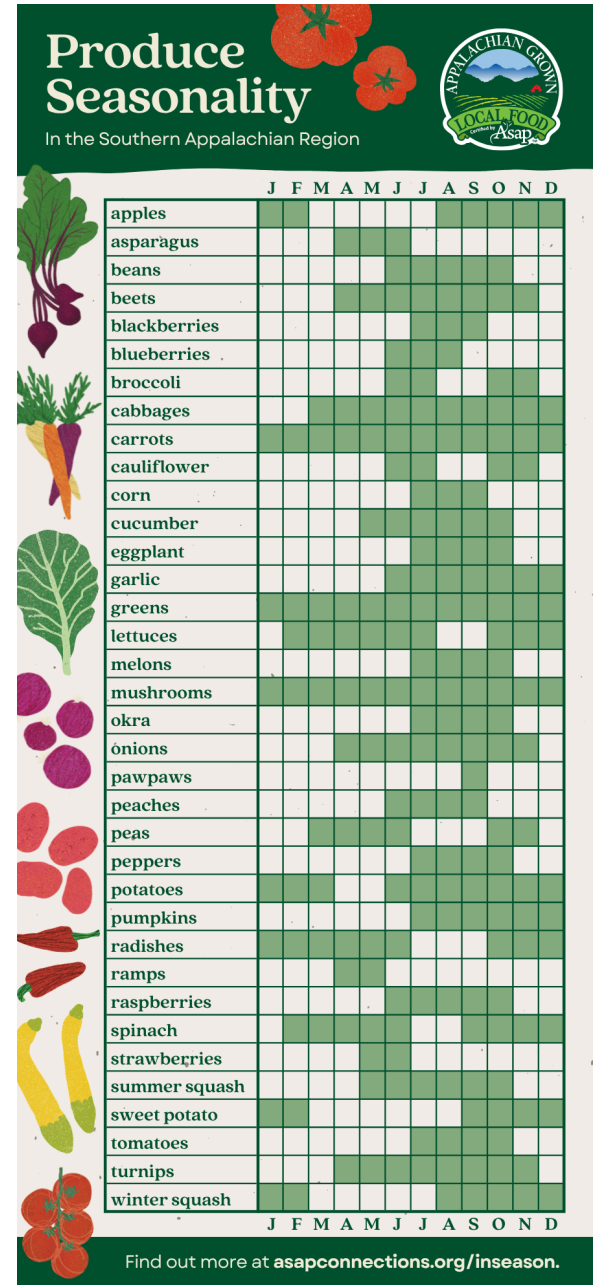 Produce
Seasonality
In the Southern Appalachian Region
APPALACHIAN GROWN
LOCAL FOOD
Certified by Asap
J F M A M J J A S O N D
apples
asparagus
beans
beets
blackberries
blueberries
broccoli
cabbages
carrots
cauliflower
corn
cucumber
eggplant
garlic
greens
lettuces
melons
mushrooms
okra
onions
pawpaws
peaches
peas
peppers
potatoes
pumpkins
radishes
ramps
raspberries
spinach
strawberries
summer squash
sweet potato
tomatoes
turnips
winter squash
J F M A M J J A S O N D
Find out more at asapconnections.org/inseason.